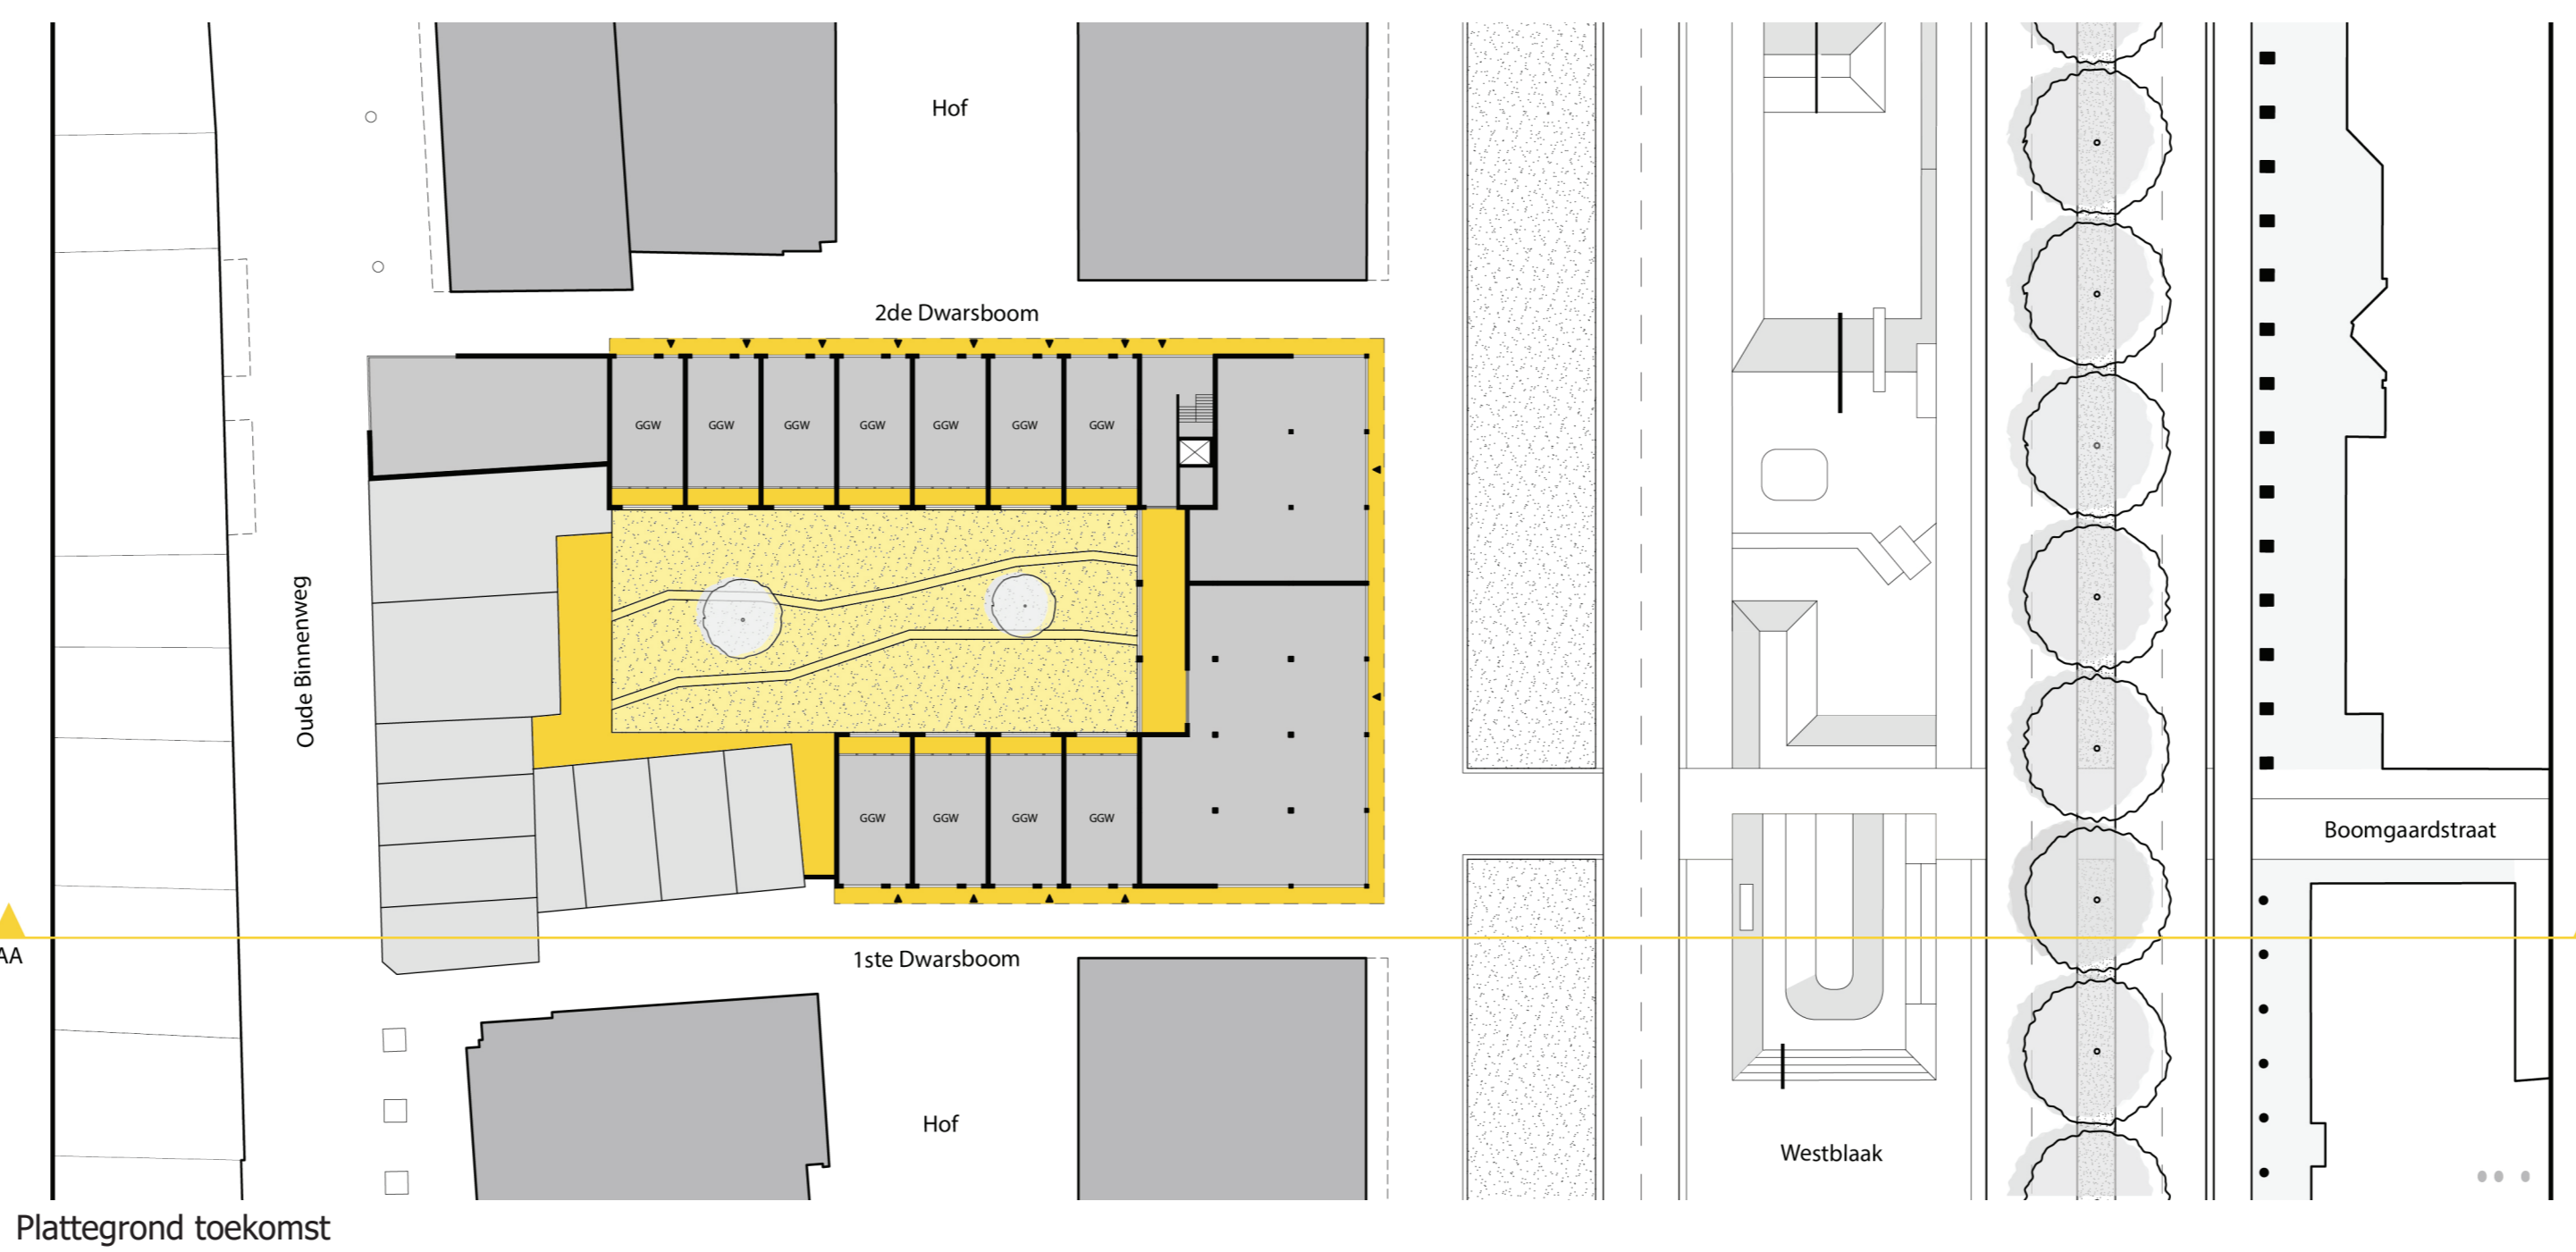 Hof
2de Dwarsboom
GGW GGW GGW GGW GGW GGW GGW
Oude Binnenweg
GGW GGW GGW GGW
Boomgaardstraat
AA
1ste Dwarsboom
Hof
Westblaak
Plattegrond toekomst